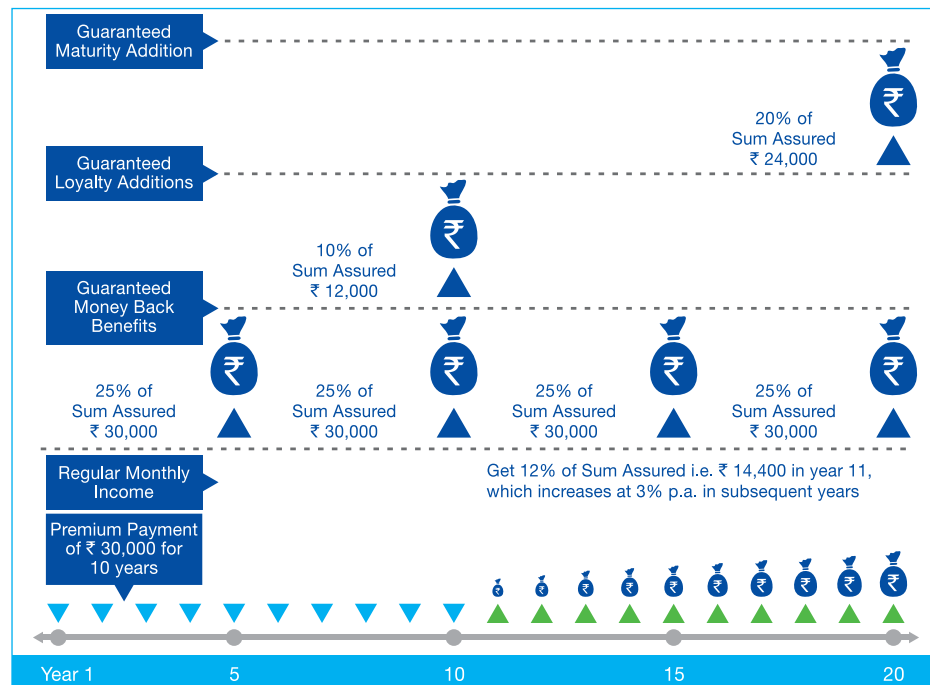 Guaranteed
Maturity Addition
₹
20% of
Sum Assured
₹ 24,000
Guaranteed
Loyalty Additions
₹
10% of
Sum Assured
₹ 12,000
Guaranteed
Money Back
Benefits
₹
₹
₹
₹
25% of
Sum Assured
₹ 30,000
25% of
Sum Assured
₹ 30,000
25% of
Sum Assured
₹ 30,000
25% of
Sum Assured
₹ 30,000
Regular Monthly
Income
Get 12% of Sum Assured i.e. ₹ 14,400 in year 11,
which increases at 3% p.a. in subsequent years
Premium Payment
of ₹ 30,000 for
10 years
₹ ₹ ₹ ₹ ₹ ₹ ₹ ₹ ₹ ₹
Year 1 5 10 15 20